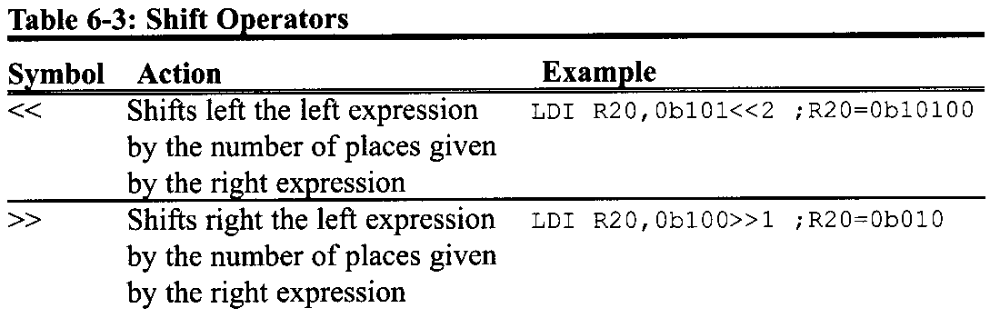 Table 6-3: Shift Operators
Symbol Action Example
<< Shifts left the left expression LDI R20,0b101<<2 ;R20=0b10100
by the number of places given
by the right expression
>> Shifts right the left expression LDI R20,0b100>>1 ;R20=0b010
by the number of places given
by the right expression